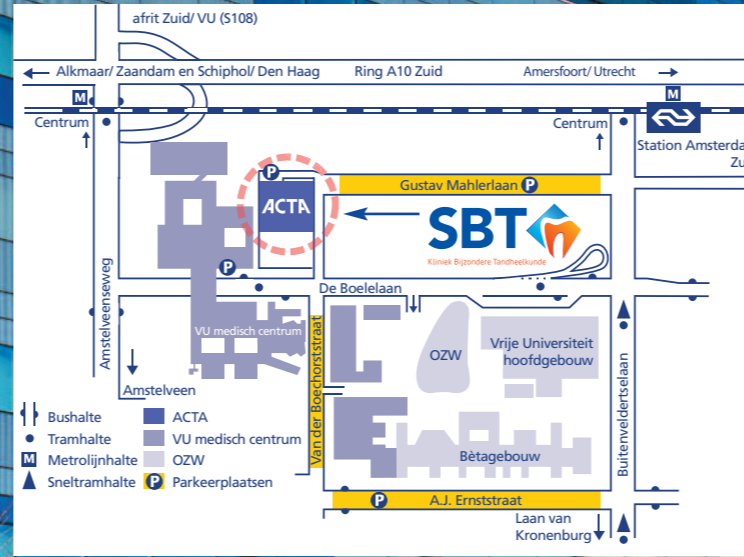 afrit Zuid/ VU (S108)
Alkmaar/ Zaandam en Schiphol/ Den Haag
Ring A10 Zuid
Amersfoort/ Utrecht
M
M
Centrum
Centrum
Station Amsterda
Zu
P
Gustav Mahlerlaan P
ACTA
SBT
Kliniek Bijzondere Tandheelkunde
P
De Boelelaan
Amstelveenseweg
VU medisch centrum
Van der Boechorststraat
OZW
Vrije Universiteit
hoofdgebouw
Buitenveldertselaan
Amstelveen
Bètagebouw
Bushalte
ACTA
Tramhalte
VU medisch centrum
M Metrolijnhalte
OZW
Sneltramhalte
P Parkeerplaatsen
P
A.J. Ernststraat
Laan van
Kronenburg